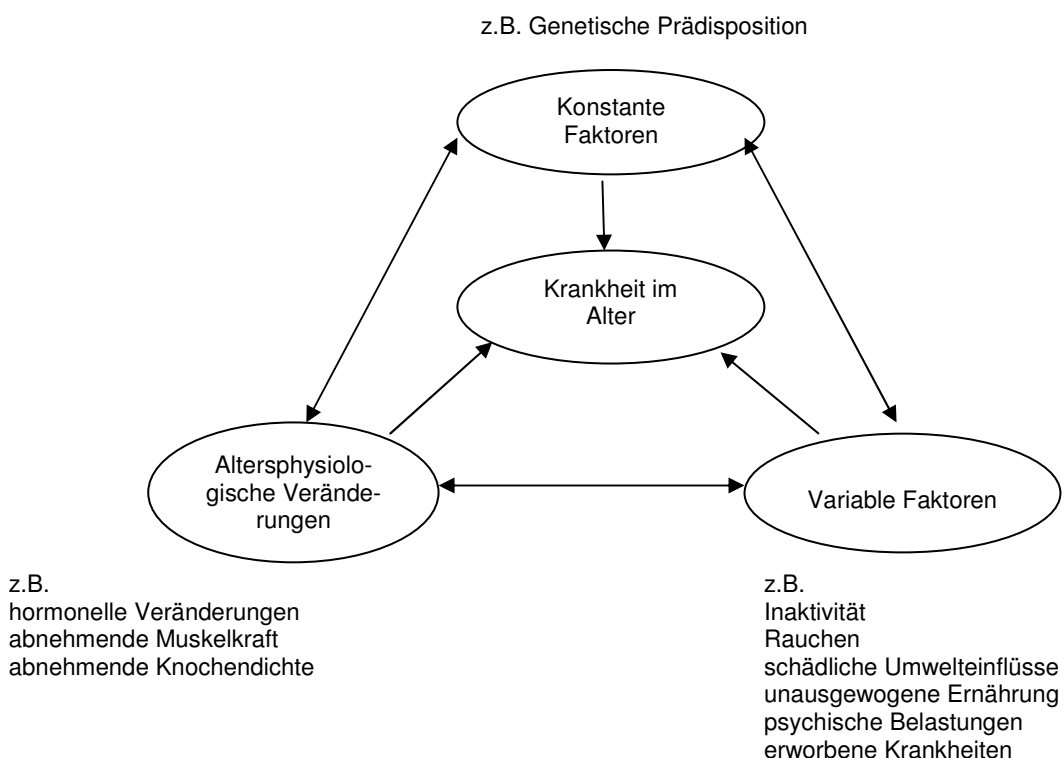 z.B. Genetische Prädisposition
Konstante
Faktoren
Krankheit im
Alter
Altersphysiolo-
gische Verände-
rungen
Variable Faktoren
z.B.
hormonelle Veränderungen
abnehmende Muskelkraft
abnehmende Knochendichte
z.B.
Inaktivität
Rauchen
schädliche Umwelteinflüsse
unausgewogene Ernährung
psychische Belastungen
erworbene Krankheiten